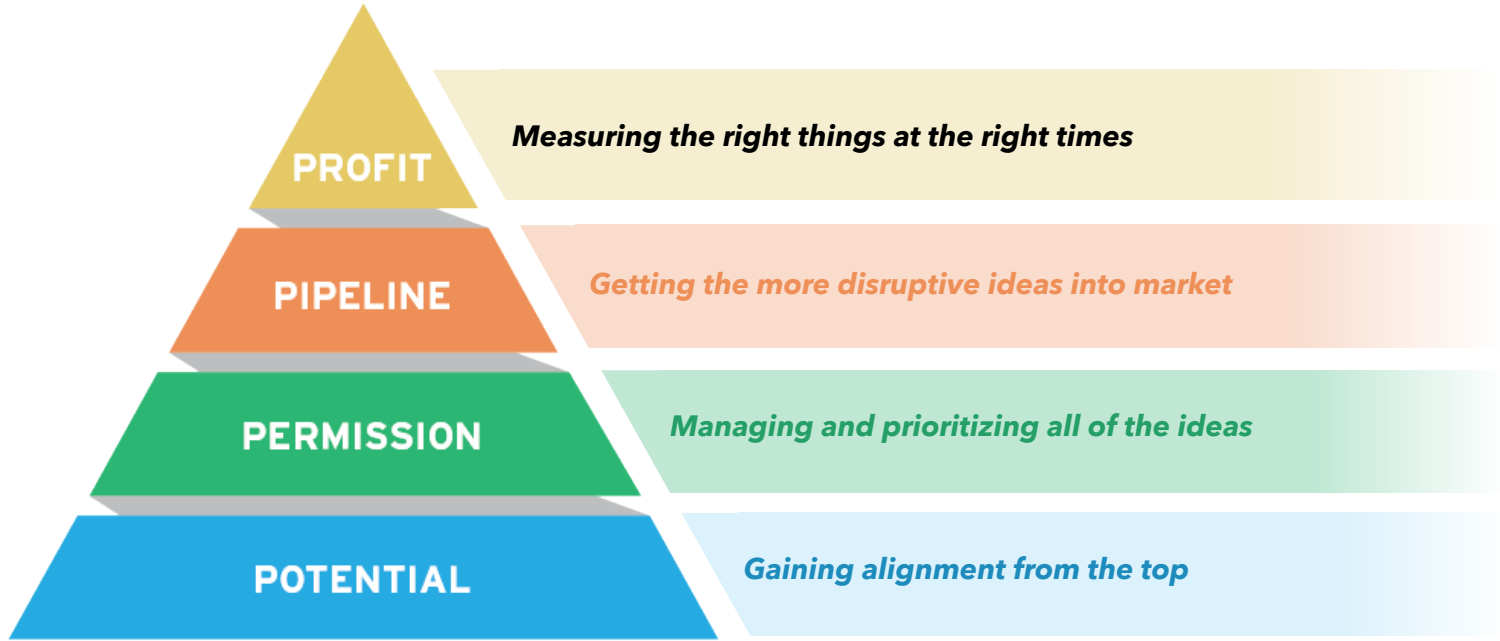 PROFIT
Measuring the right things at the right times
PIPELINE
Getting the more disruptive ideas into market
PERMISSION
Managing and prioritizing all of the ideas
POTENTIAL
Gaining alignment from the top